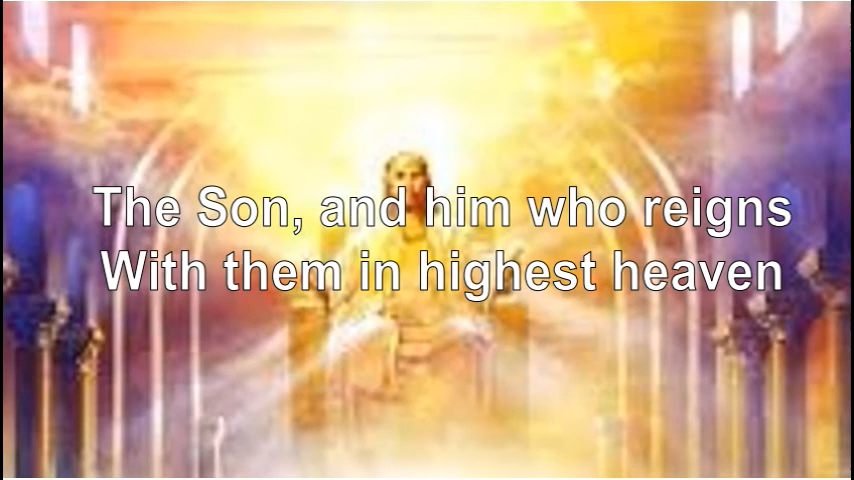 The Son, and him who reigns
With them in highest heaven